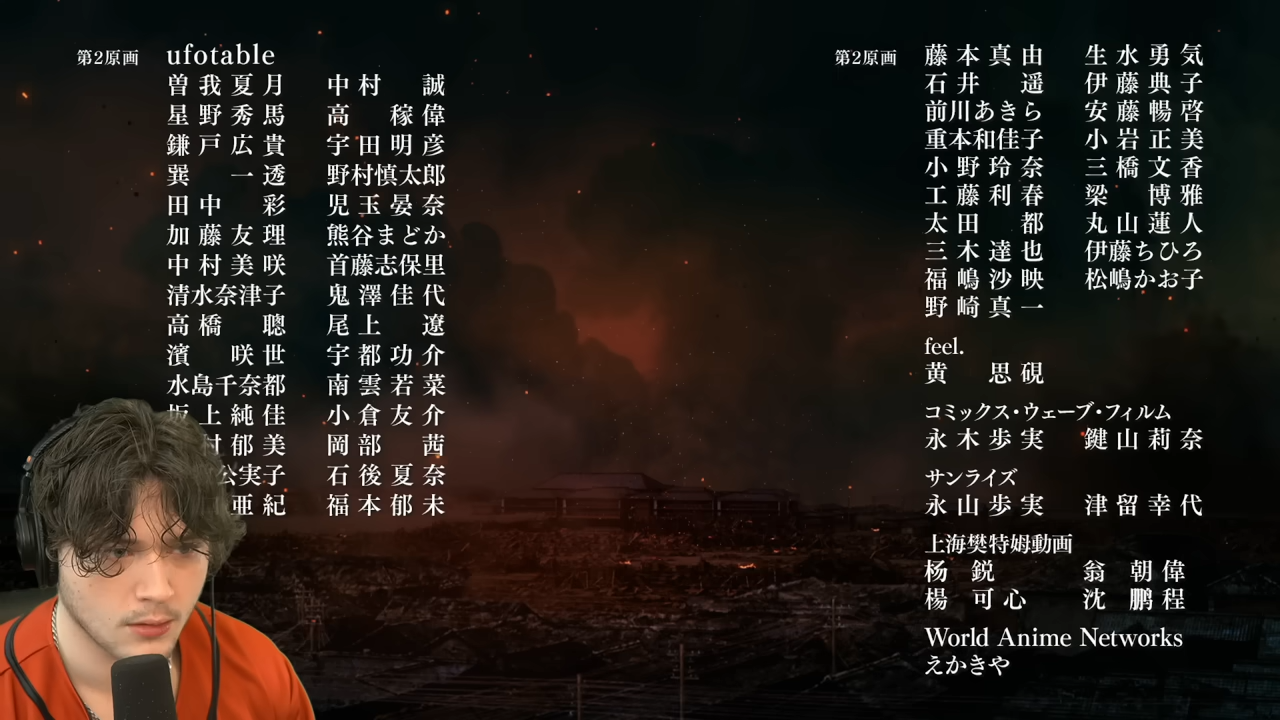 第2原画 ufotable
曽我夏月 中村誠
星野秀馬 高稼偉
鎌戸広貴 宇田明彦
巽一透 野村慎太郎
田中彩 児玉晏奈
加藤友理 熊谷まどか
中村美咲 首藤志保里
清水奈津子 鬼澤佳代
高橋聰 尾上遼
濱咲世 宇都功介
水島千奈都 南雲若菜
坂上純佳 小倉友介
村郁美 岡部茜
公実子 石後夏奈
亜紀 福本郁未
第2原画 藤本真由 生水勇気
石井遥 伊藤典子
前川あきら 安藤暢啓
重本和佳子 小岩正美
小野玲奈 三橋文香
工藤利春 梁博雅
太田都 丸山蓮人
三木達也 伊藤ちひろ
福嶋沙映 松嶋かお子
野崎真一
feel.
黄思硯
コミックス・ウェーブ・フィルム
永木歩実 鍵山莉奈
サンライズ
永山歩実 津留幸代
上海樊特姆動画
杨鋭 翁朝偉
楊可心 沈鹏程
World Anime Networks
えかきや